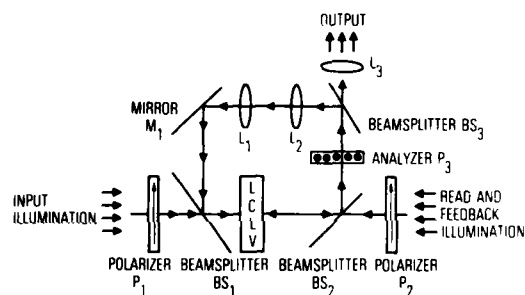 OUTPUT
L3
MIRROR
M1
L1
L2
BEAMSPLITTER BS3
ANALYZER P3
INPUT
ILLUMINATION
L
C
L
V
READ AND
FEEDBACK
ILLUMINATION
POLARIZER
P1
BEAMSPLITTER
BS1
BEAMSPLITTER
BS2
POLARIZER
P2